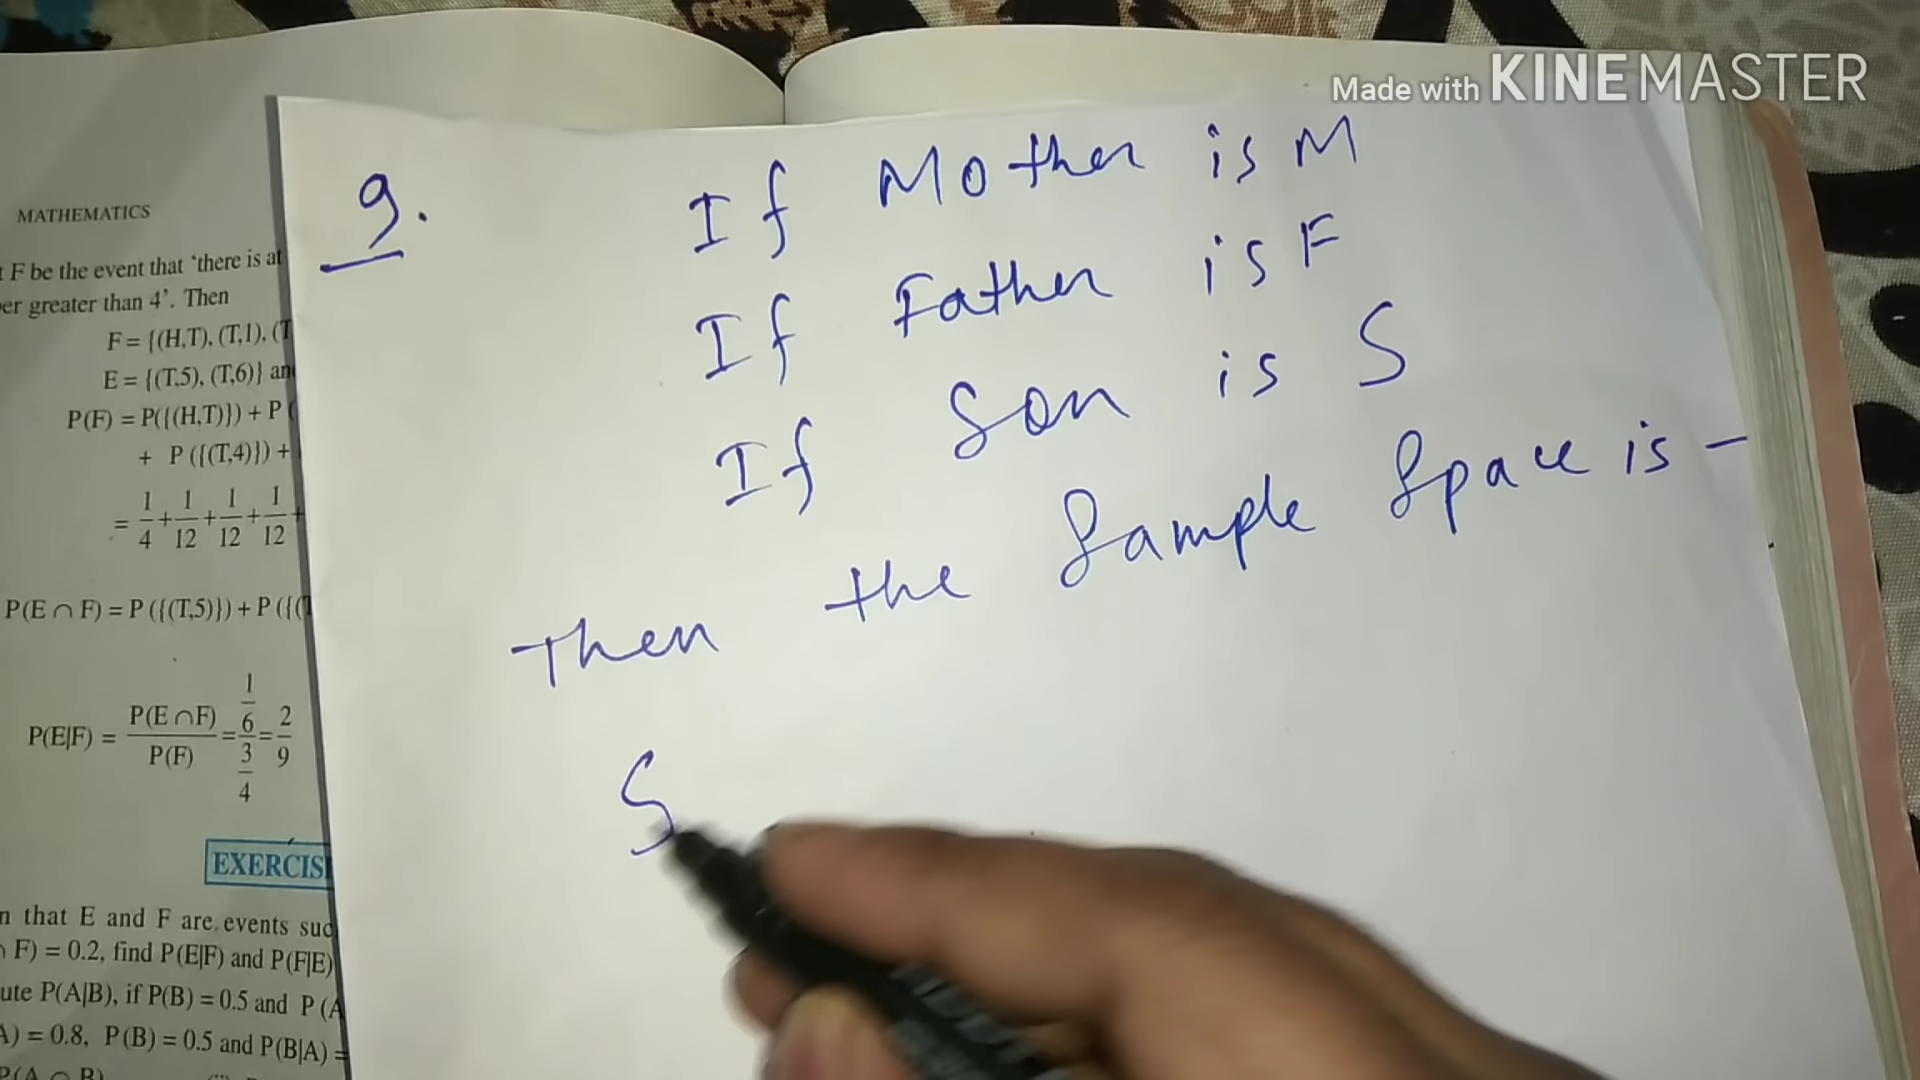 Made with KINEMASTER
9. If Mother is M
If Father is F
If Son is S
Then the Sample Space is -
S
MATHEMATICS
F be the event that 'there is at
er greater than 4'. Then
F = {(H,T), (T,1), (T
E = {(T,5), (T,6)} an
P(F) = P({(H,T)}) + P (
+ P ({(T,4)}) +
= 1/4 + 1/12 + 1/12 + 1/12 +
P(E ∩ F) = P ({(T,5)}) + P ({(T
P(E|F) = P(E ∩ F)/P(F) = (1/6)/(3/4) = 2/9
EXERCIS
n that E and F are events suc
F) = 0.2, find P(E|F) and P(F|E)
ute P(A|B), if P(B) = 0.5 and P (A
A) = 0.8, P(B) = 0.5 and P(B|A) =
P(A ∩ B)